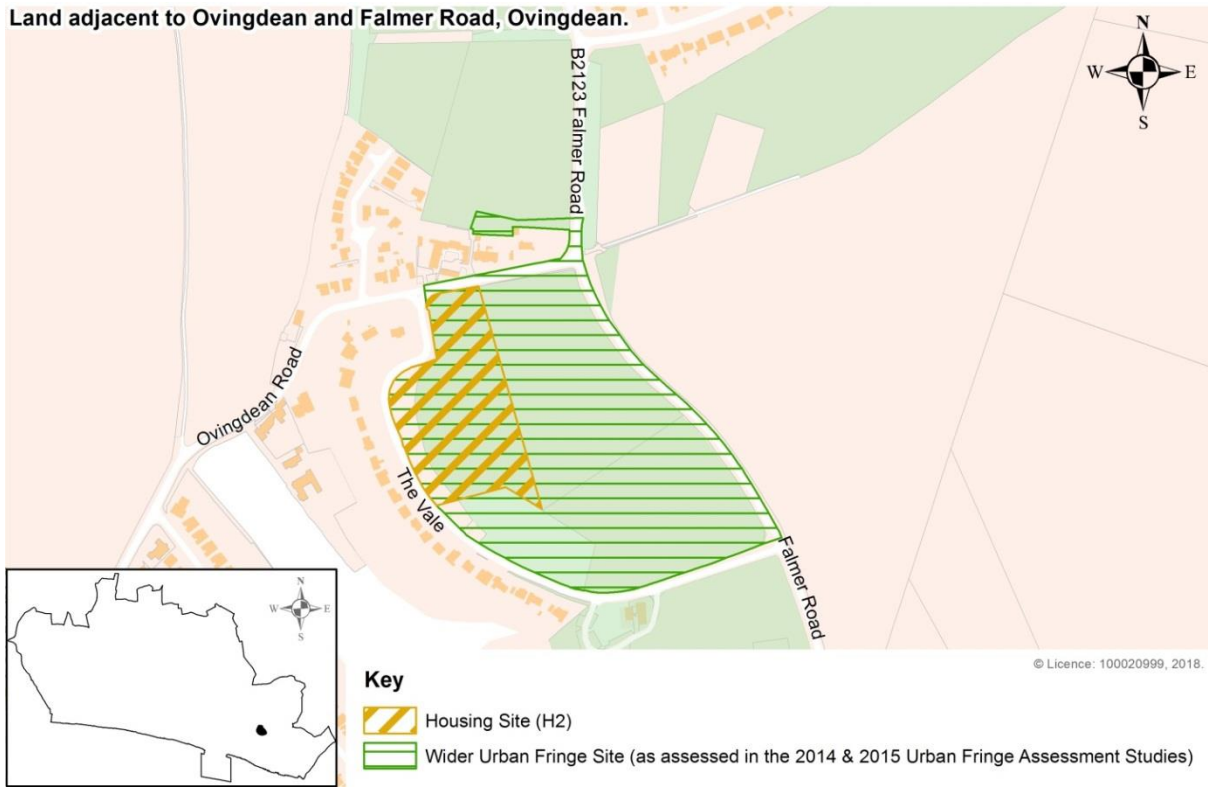 Land adjacent to Ovingdean and Falmer Road, Ovingdean.
N
W E
S
B2123 Falmer Road
Ovingdean Road
The Vale
Falmer Road
N
W E
S
© Licence: 100020999, 2018.
Key
Housing Site (H2)
Wider Urban Fringe Site (as assessed in the 2014 & 2015 Urban Fringe Assessment Studies)